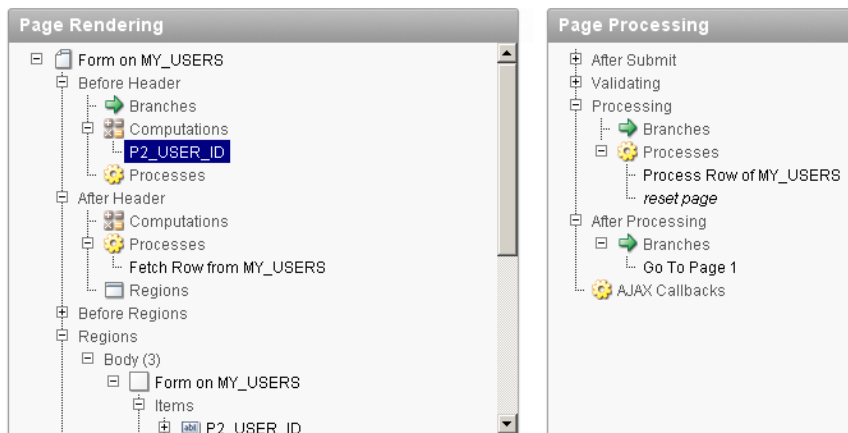 Page Rendering
Form on MY_USERS
Before Header
Branches
Computations
P2_USER_ID
Processes
After Header
Computations
Processes
Fetch Row from MY_USERS
Regions
Before Regions
Regions
Body (3)
Form on MY_USERS
Items
P2_USER_ID
Page Processing
After Submit
Validating
Processing
Branches
Processes
Process Row of MY_USERS
reset page
After Processing
Branches
Go To Page 1
AJAX Callbacks